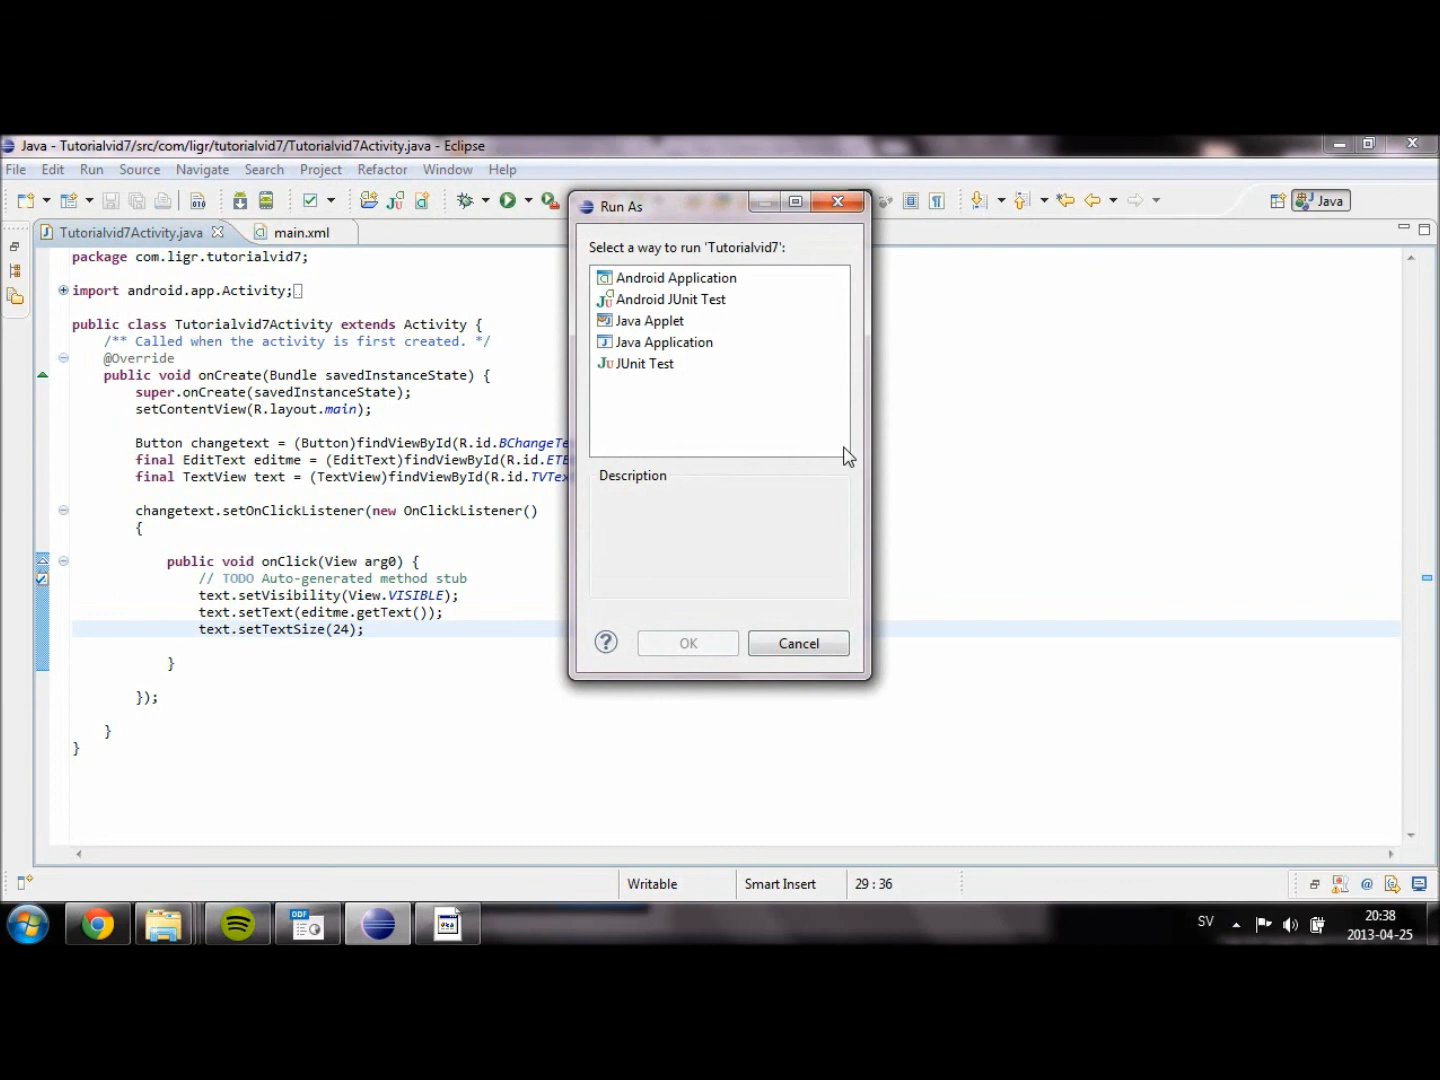 Java - Tutorialvid7/src/com/ligr/tutorialvid7/Tutorialvid7Activity.java - Eclipse
File Edit Run Source Navigate Search Project Refactor Window Help
Java
Tutorialvid7Activity.java
main.xml
package com.ligr.tutorialvid7;
import android.app.Activity;
public class Tutorialvid7Activity extends Activity {
/** Called when the activity is first created. */
@Override
public void onCreate(Bundle savedInstanceState) {
super.onCreate(savedInstanceState);
setContentView(R.layout.main);
Button changetext = (Button)findViewById(R.id.BChangeTe
final EditText editme = (EditText)findViewById(R.id.ETE
final TextView text = (TextView)findViewById(R.id.TVTex
changetext.setOnClickListener(new OnClickListener()
{
public void onClick(View arg0) {
// TODO Auto-generated method stub
text.setVisibility(View.VISIBLE);
text.setText(editme.getText());
text.setTextSize(24);
}
});
}
}
Run As
Select a way to run 'Tutorialvid7':
Android Application
Android JUnit Test
Java Applet
Java Application
JUnit Test
Description
OK
Cancel
Writable
Smart Insert
29 : 36
SV
20:38
2013-04-25